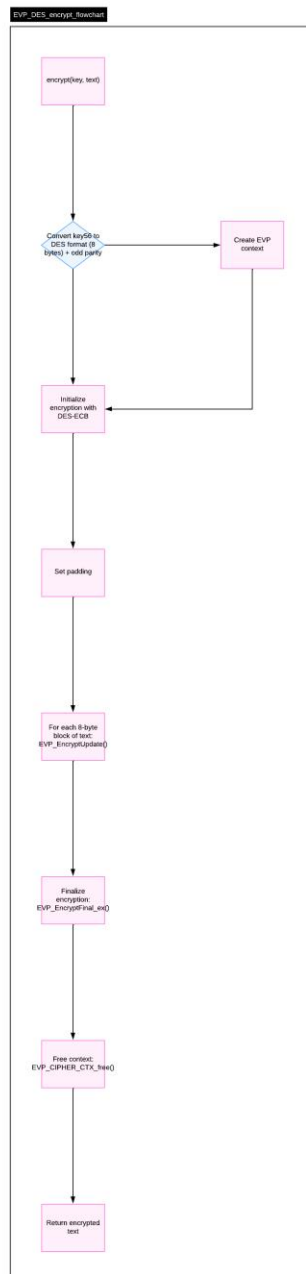 EVP_DES_encrypt_flowchart
encrypt(key, text)
Convert key56 to
DES format (8
bytes) + odd parity
Create EVP
context
Initialize
encryption with
DES-ECB
Set padding
For each 8-byte
block of text:
EVP_EncryptUpdate()
Finalize
encryption:
EVP_EncryptFinal_ex()
Free context:
EVP_CIPHER_CTX_free()
Return encrypted
text